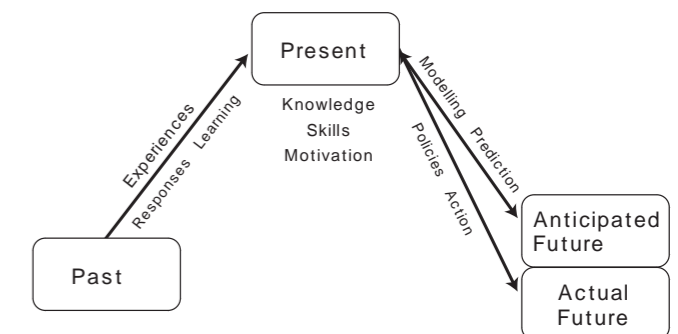 Present
Knowledge
Skills
Motivation
Experiences
Responses Learning
Modelling Prediction
Policies Action
Past
Anticipated
Future
Actual
Future